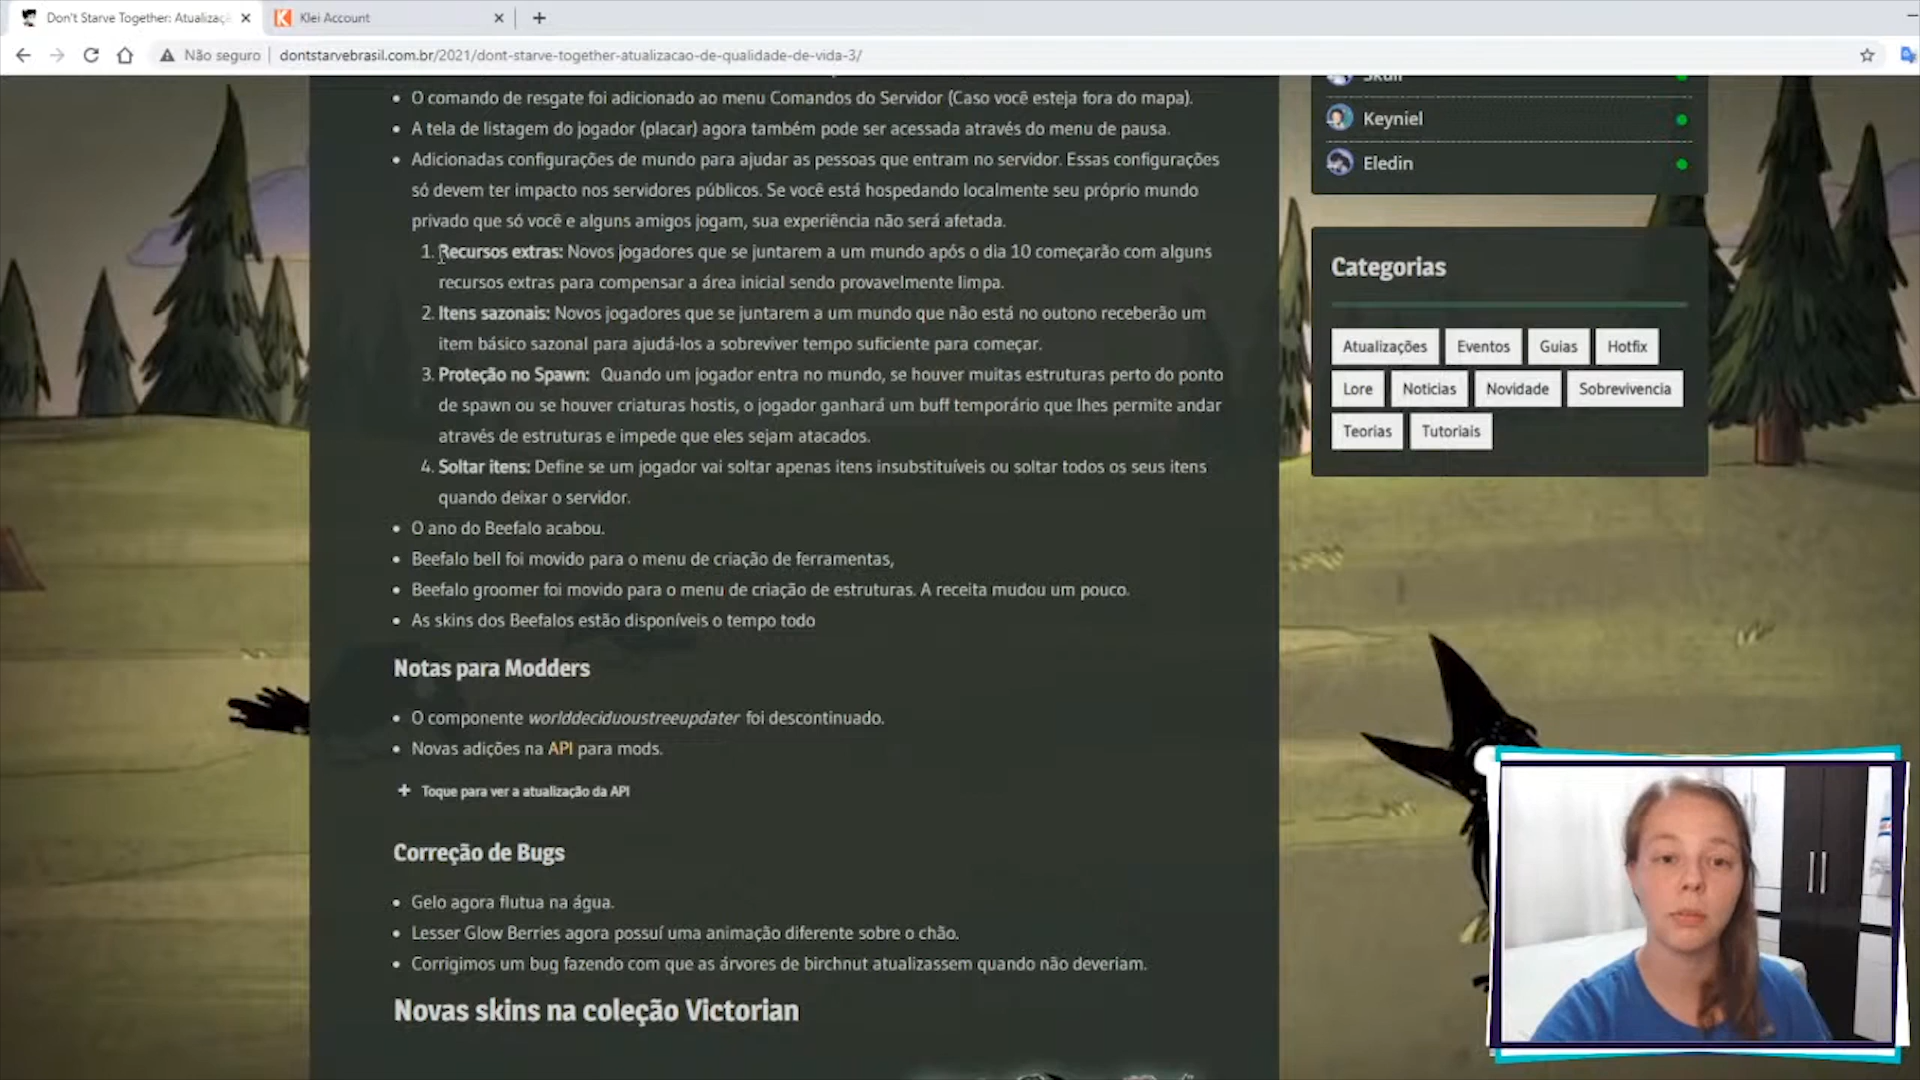 Don't Starve Together: Atualizaç
Klei Account
Não seguro
dontstarvebrasil.com.br/2021/dont-starve-together-atualizacao-de-qualidade-de-vida-3/
• O comando de resgate foi adicionado ao menu Comandos do Servidor (Caso você esteja fora do mapa).
• A tela de listagem do jogador (placar) agora também pode ser acessada através do menu de pausa.
• Adicionadas configurações de mundo para ajudar as pessoas que entram no servidor. Essas configurações
só devem ter impacto nos servidores públicos. Se você está hospedando localmente seu próprio mundo
privado que só você e alguns amigos jogam, sua experiência não será afetada.
1. Recursos extras: Novos jogadores que se juntarem a um mundo após o dia 10 começarão com alguns
recursos extras para compensar a área inicial sendo provavelmente limpa.
2. Itens sazonais: Novos jogadores que se juntarem a um mundo que não está no outono receberão um
item básico sazonal para ajudá-los a sobreviver tempo suficiente para começar.
3. Proteção no Spawn: Quando um jogador entra no mundo, se houver muitas estruturas perto do ponto
de spawn ou se houver criaturas hostis, o jogador ganhará um buff temporário que lhes permite andar
através de estruturas e impede que eles sejam atacados.
4. Soltar itens: Define se um jogador vai soltar apenas itens insubstituíveis ou soltar todos os seus itens
quando deixar o servidor.
• O ano do Beefalo acabou.
• Beefalo bell foi movido para o menu de criação de ferramentas,
• Beefalo groomer foi movido para o menu de criação de estruturas. A receita mudou um pouco.
• As skins dos Beefalos estão disponíveis o tempo todo
Notas para Modders
• O componente worlddeciduoustreeupdater foi descontinuado.
• Novas adições na API para mods.
+ Toque para ver a atualização da API
Correção de Bugs
• Gelo agora flutua na água.
• Lesser Glow Berries agora possuí uma animação diferente sobre o chão.
• Corrigimos um bug fazendo com que as árvores de birchnut atualizassem quando não deveriam.
Novas skins na coleção Victorian
Skull
Keyniel
Eledin
Categorias
Atualizações Eventos Guias Hotfix
Lore Noticias Novidade Sobrevivencia
Teorias Tutoriais